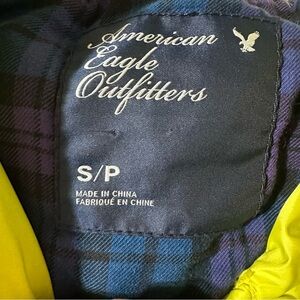 American
Eagle
Outfitters
S/P
MADE IN CHINA
FABRIQUÉ EN CHINE